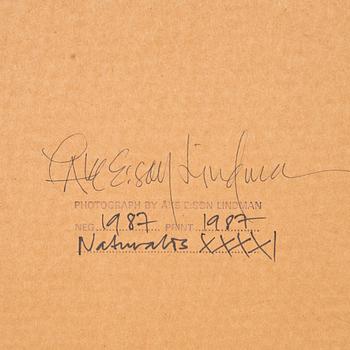 Åke E:son Lindman
PHOTOGRAPH BY ÅKE E:SON LINDMAN
NEG. 1987 PRINT 1987
Naturalis XXXXI